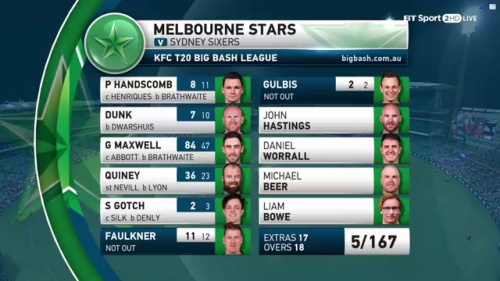 BT Sport 2HD LIVE
MELBOURNE STARS
V SYDNEY SIXERS
KFC T20 BIG BASH LEAGUE
bigbash.com.au
P HANDSCOMB 8 11
c HENRIQUES b BRATHWAITE
DUNK 7 10
b DWARSHUIS
G MAXWELL 84 47
c ABBOTT b BRATHWAITE
QUINEY 36 23
st NEVILL b LYON
S GOTCH 2 3
c SILK b DENLY
FAULKNER 11 12
NOT OUT
GULBIS 2 2
NOT OUT
JOHN
HASTINGS
DANIEL
WORRALL
MICHAEL
BEER
LIAM
BOWE
EXTRAS 17
OVERS 18
5/167